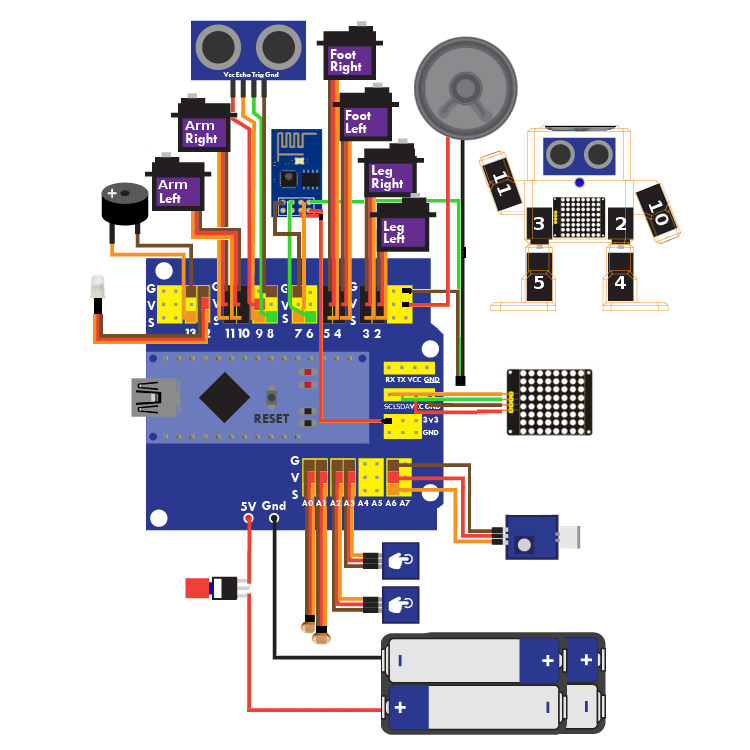 Vcc Echo Trig Gnd
Foot
Right
Foot
Left
Arm
Right
Leg
Right
Arm
Left
Leg
Left
+
11
10
3
2
5
4
G
V
S
G
V
S
G
V
S
G
V
S
13
11 10
9 8
7 6
5 4
3 2
RX TX VCC GND
SCL SDA VCC GND
3v3
GND
RESET
G
V
S
A0 A1 A2 A3 A4 A5 A6 A7
5V Gnd
I + +
+ I I